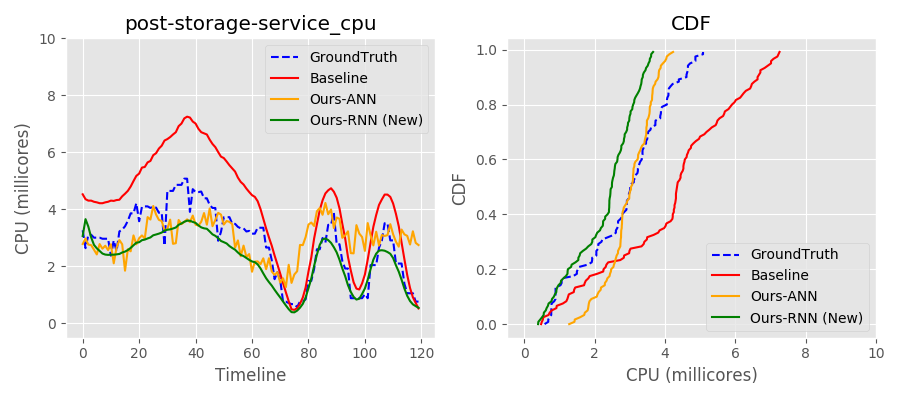 post-storage-service_cpu
CPU (millicores)
10
8
6
4
2
0
0
20
40
60
80
100
120
Timeline
GroundTruth
Baseline
Ours-ANN
Ours-RNN (New)
CDF
CDF
1.0
0.8
0.6
0.4
0.2
0.0
0
2
4
6
8
10
CPU (millicores)
GroundTruth
Baseline
Ours-ANN
Ours-RNN (New)